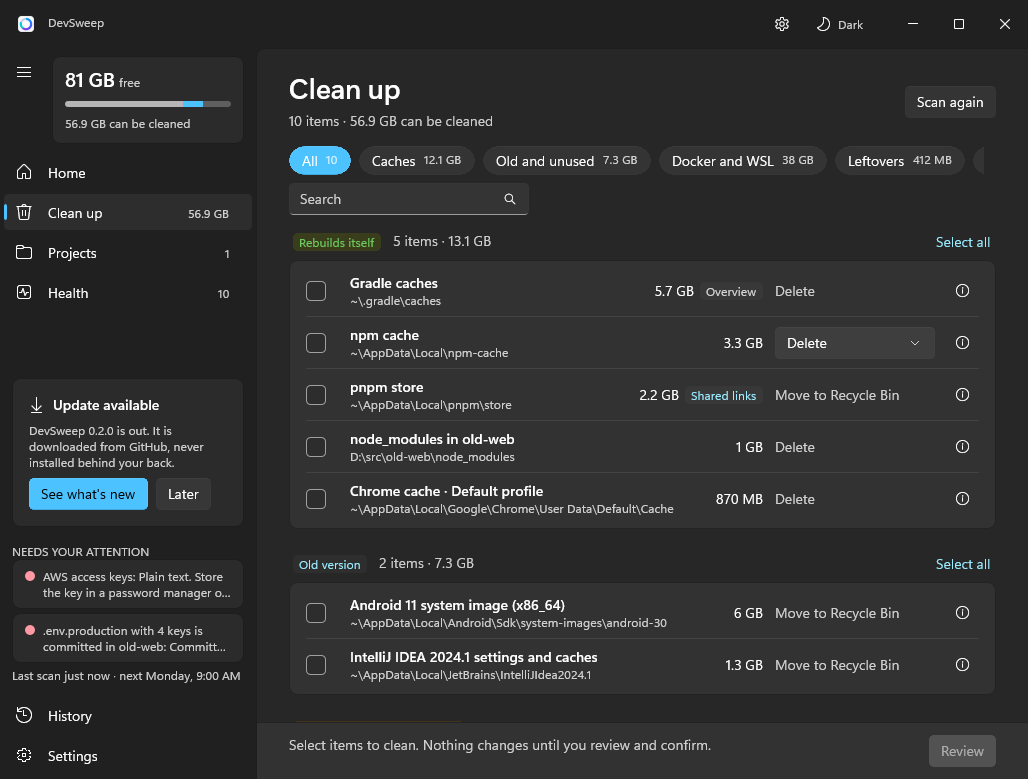 DevSweep
Dark
81 GB free
56.9 GB can be cleaned
Home
Clean up 56.9 GB
Projects 1
Health 10
Update available
DevSweep 0.2.0 is out. It is
downloaded from GitHub, never
installed behind your back.
See what's new Later
NEEDS YOUR ATTENTION
AWS access keys: Plain text. Store
the key in a password manager o...
.env.production with 4 keys is
committed in old-web: Committ...
Last scan just now · next Monday, 9:00 AM
History
Settings
Clean up
10 items · 56.9 GB can be cleaned
Scan again
All 10 Caches 12.1 GB Old and unused 7.3 GB Docker and WSL 38 GB Leftovers 412 MB
Search
Rebuilds itself 5 items · 13.1 GB Select all
Gradle caches
~\.gradle\caches
5.7 GB Overview Delete
npm cache
~\AppData\Local\npm-cache
3.3 GB Delete
pnpm store
~\AppData\Local\pnpm\store
2.2 GB Shared links Move to Recycle Bin
node_modules in old-web
D:\src\old-web\node_modules
1 GB Delete
Chrome cache · Default profile
~\AppData\Local\Google\Chrome\User Data\Default\Cache
870 MB Delete
Old version 2 items · 7.3 GB Select all
Android 11 system image (x86_64)
~\AppData\Local\Android\Sdk\system-images\android-30
6 GB Move to Recycle Bin
IntelliJ IDEA 2024.1 settings and caches
~\AppData\Local\JetBrains\IntelliJIdea2024.1
1.3 GB Move to Recycle Bin
Select items to clean. Nothing changes until you review and confirm.
Review